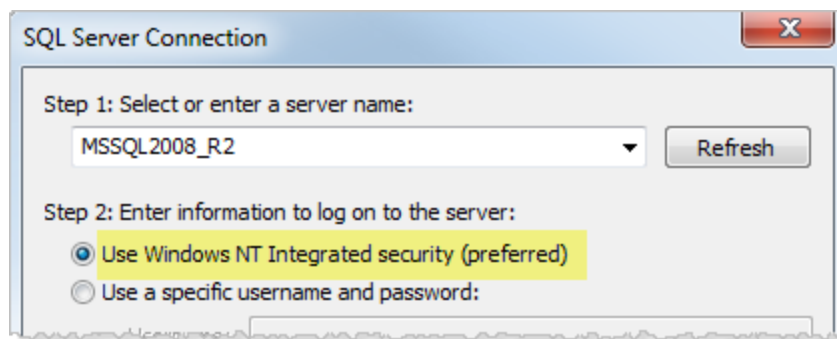 SQL Server Connection
Step 1: Select or enter a server name:
MSSQL2008_R2
Refresh
Step 2: Enter information to log on to the server:
Use Windows NT Integrated security (preferred)
Use a specific username and password: